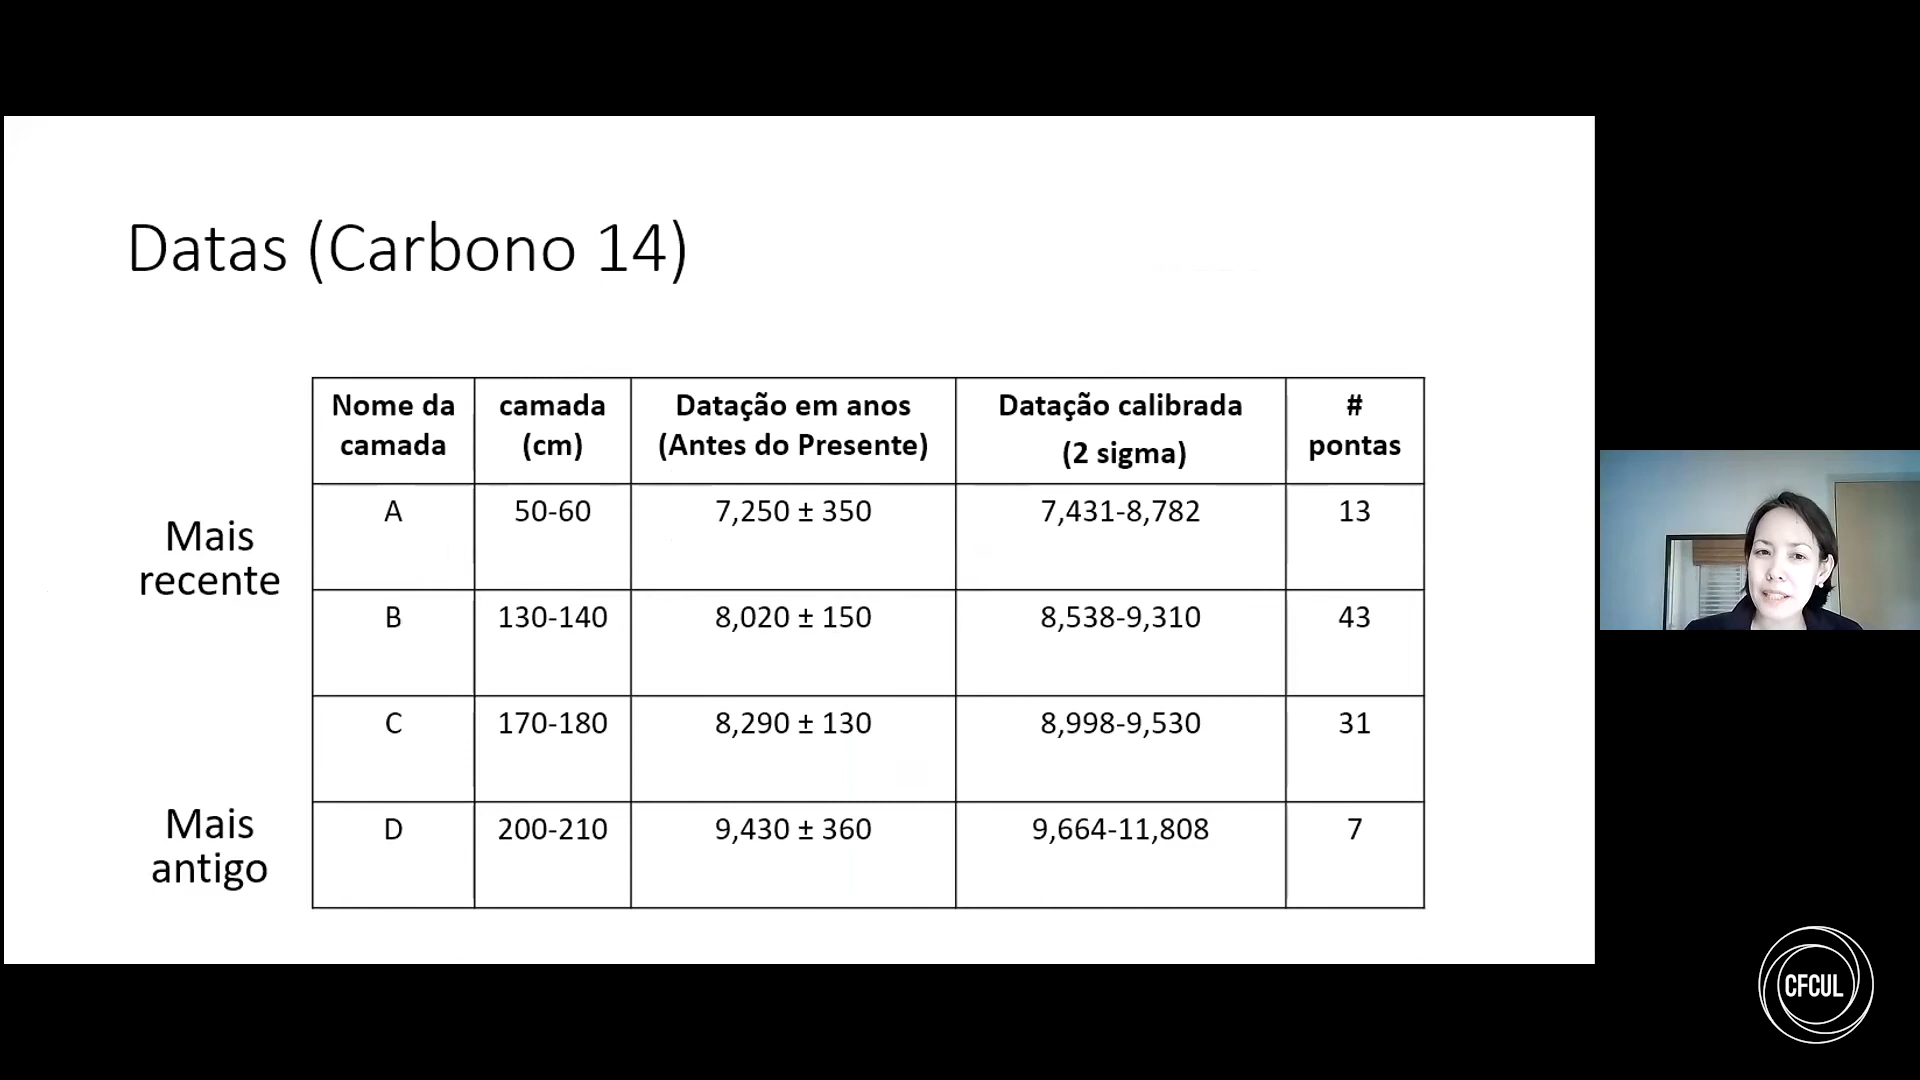 Datas (Carbono 14)
Nome da camada | camada (cm) | Datação em anos (Antes do Presente) | Datação calibrada (2 sigma) | # pontas
Mais recente
A | 50-60 | 7,250 ± 350 | 7,431-8,782 | 13
B | 130-140 | 8,020 ± 150 | 8,538-9,310 | 43
C | 170-180 | 8,290 ± 130 | 8,998-9,530 | 31
Mais antigo
D | 200-210 | 9,430 ± 360 | 9,664-11,808 | 7
CFCUL